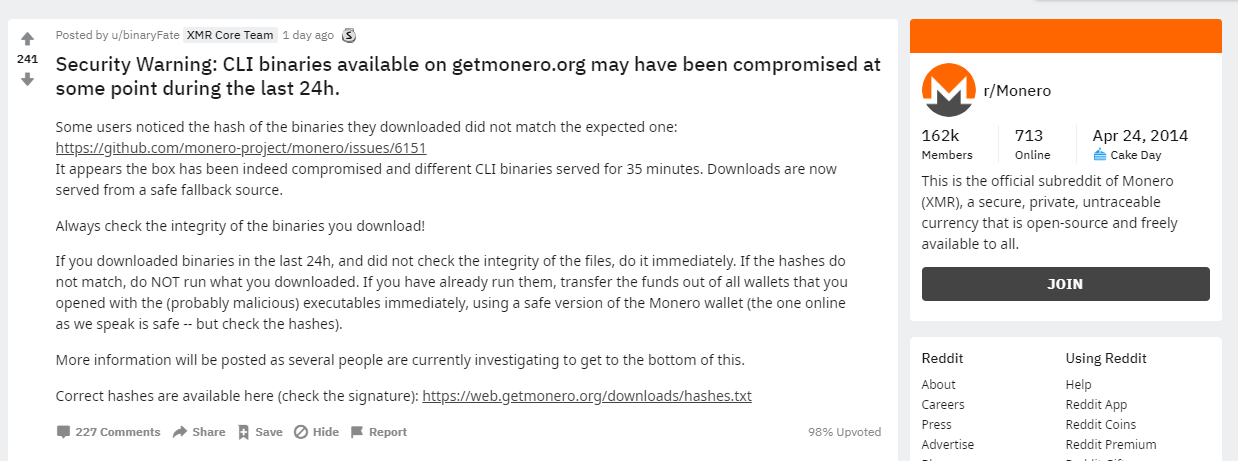 Posted by u/binaryFate XMR Core Team 1 day ago
241
Security Warning: CLI binaries available on getmonero.org may have been compromised at
some point during the last 24h.
Some users noticed the hash of the binaries they downloaded did not match the expected one:
https://github.com/monero-project/monero/issues/6151
It appears the box has been indeed compromised and different CLI binaries served for 35 minutes. Downloads are now
served from a safe fallback source.
Always check the integrity of the binaries you download!
If you downloaded binaries in the last 24h, and did not check the integrity of the files, do it immediately. If the hashes do
not match, do NOT run what you downloaded. If you have already run them, transfer the funds out of all wallets that you
opened with the (probably malicious) executables immediately, using a safe version of the Monero wallet (the one online
as we speak is safe -- but check the hashes).
More information will be posted as several people are currently investigating to get to the bottom of this.
Correct hashes are available here (check the signature): https://web.getmonero.org/downloads/hashes.txt
227 Comments Share Save Hide Report 98% Upvoted
r/Monero
162k 713 Apr 24, 2014
Members Online Cake Day
This is the official subreddit of Monero
(XMR), a secure, private, untraceable
currency that is open-source and freely
available to all.
JOIN
Reddit Using Reddit
About Help
Careers Reddit App
Press Reddit Coins
Advertise Reddit Premium